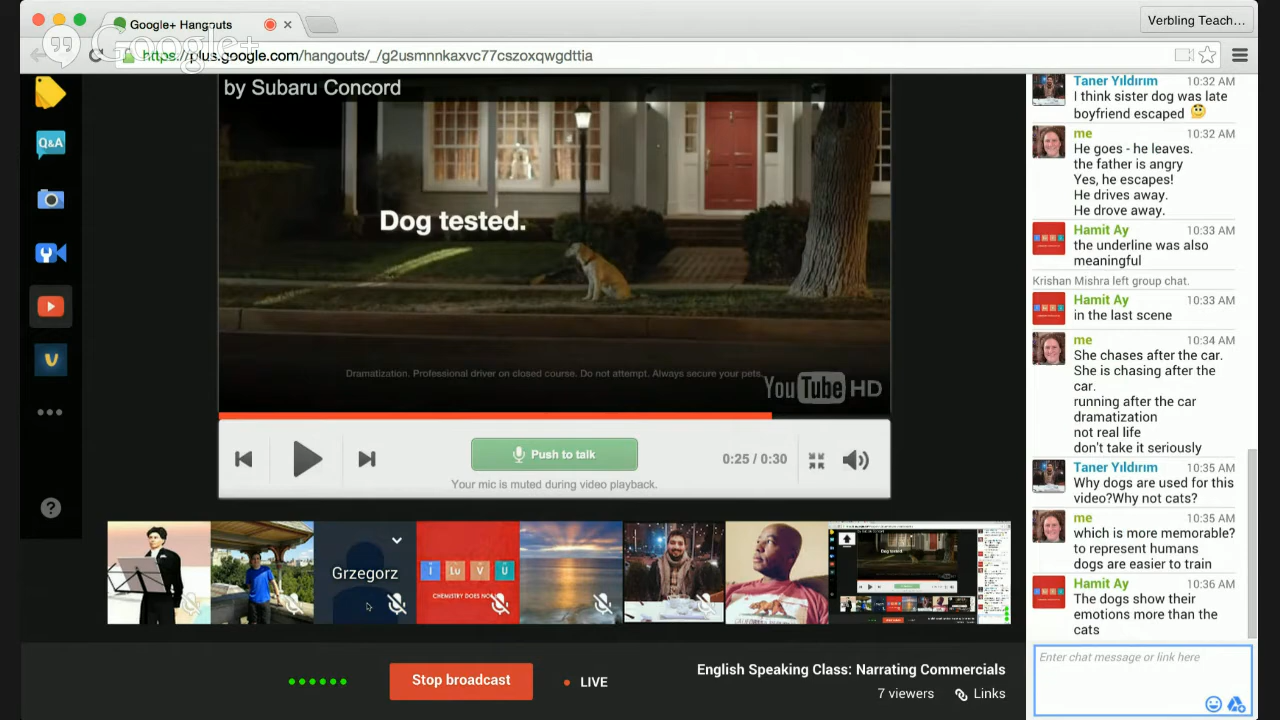 Google+ Hangouts
Verbling Teach...
Google+
https://plus.google.com/hangouts/_/g2usmnnkaxvc77cszoxqwgdttia
by Subaru Concord
Q&A
Dog tested.
Dramatization. Professional driver on closed course. Do not attempt. Always secure your pets.
YouTube HD
Push to talk
0:25 / 0:30
Your mic is muted during video playback.
Grzegorz
CHEMISTRY DOES NO
Stop broadcast
LIVE
English Speaking Class: Narrating Commercials
7 viewers
Links
Taner Yıldırım 10:32 AM
I think sister dog was late
boyfriend escaped
me 10:32 AM
He goes - he leaves.
the father is angry
Yes, he escapes!
He drives away.
He drove away.
Hamit Ay 10:33 AM
the underline was also
meaningful
Krishan Mishra left group chat.
Hamit Ay 10:33 AM
in the last scene
me 10:34 AM
She chases after the car.
She is chasing after the
car.
running after the car
dramatization
not real life
don't take it seriously
Taner Yıldırım 10:35 AM
Why dogs are used for this
video?Why not cats?
me 10:35 AM
which is more memorable?
to represent humans
dogs are easier to train
Hamit Ay 10:36 AM
The dogs show their
emotions more than the
cats
Enter chat message or link here